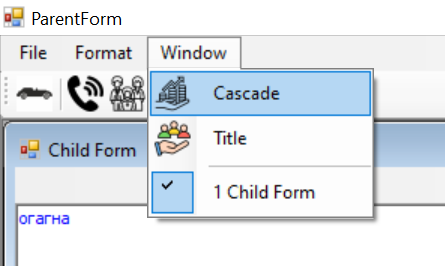 ParentForm
File Format Window
Cascade
Title
1 Child Form
Child Form
огагна